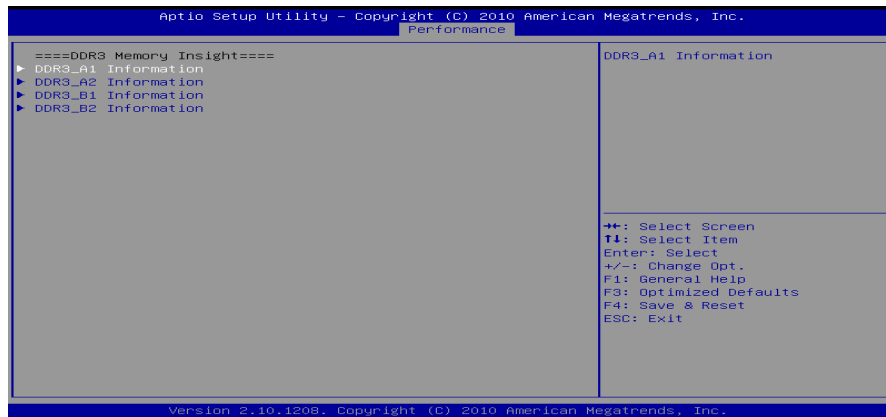 Aptio Setup Utility – Copyright (C) 2010 American Megatrends, Inc.
Performance
====DDR3 Memory Insight====
► DDR3_A1 Information
► DDR3_A2 Information
► DDR3_B1 Information
► DDR3_B2 Information
DDR3_A1 Information
→←: Select Screen
↑↓: Select Item
Enter: Select
+/-: Change Opt.
F1: General Help
F3: Optimized Defaults
F4: Save & Reset
ESC: Exit
Version 2.10.1208. Copyright (C) 2010 American Megatrends, Inc.